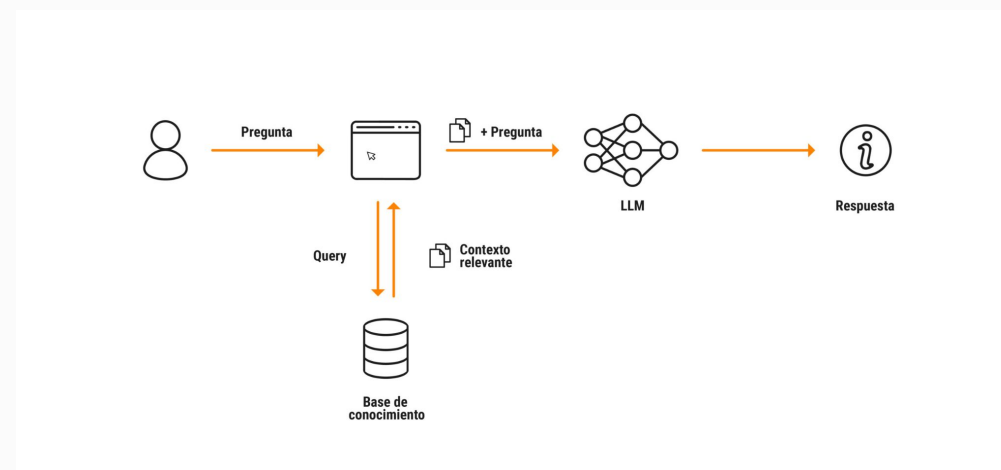 Pregunta
+ Pregunta
LLM
Respuesta
Query
Contexto
relevante
Base de
conocimiento